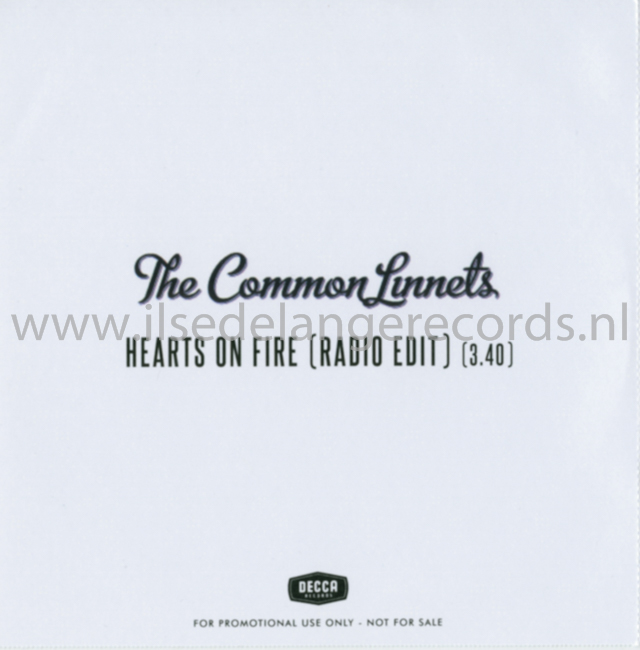 The Common Linnets
www.ilsedelangerecords.nl
HEARTS ON FIRE (RADIO EDIT) (3.40)
DECCA
RECORDS
FOR PROMOTIONAL USE ONLY - NOT FOR SALE